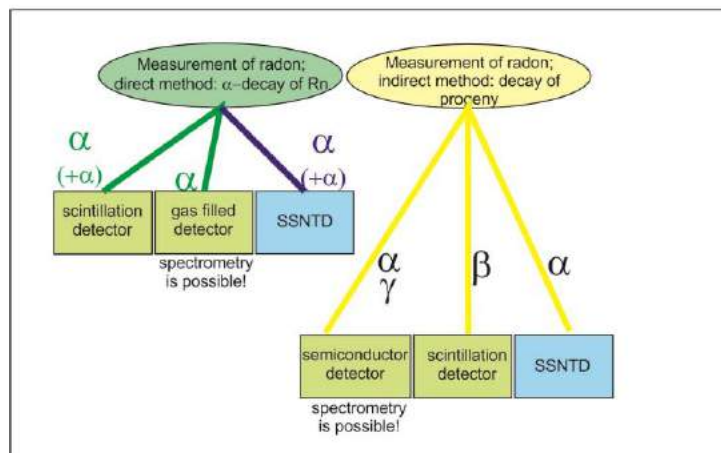 Measurement of radon;
direct method: α–decay of Rn
Measurement of radon;
indirect method: decay of
progeny
α
(+α)
α
α
(+α)
scintillation
detector
gas filled
detector
SSNTD
spectrometry
is possible!
α
γ
β
α
semiconductor
detector
scintillation
detector
SSNTD
spectrometry
is possible!